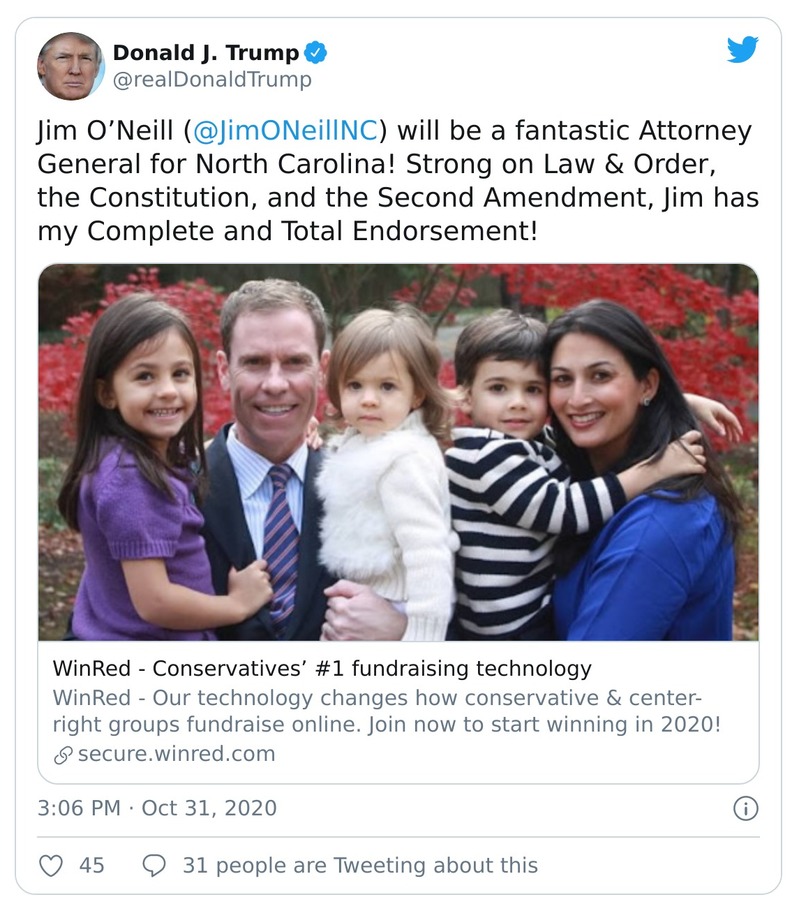 Donald J. Trump
@realDonaldTrump
Jim O’Neill (@JimONeillNC) will be a fantastic Attorney
General for North Carolina! Strong on Law & Order,
the Constitution, and the Second Amendment, Jim has
my Complete and Total Endorsement!
WinRed - Conservatives’ #1 fundraising technology
WinRed - Our technology changes how conservative & center-
right groups fundraise online. Join now to start winning in 2020!
secure.winred.com
3:06 PM · Oct 31, 2020
45 31 people are Tweeting about this